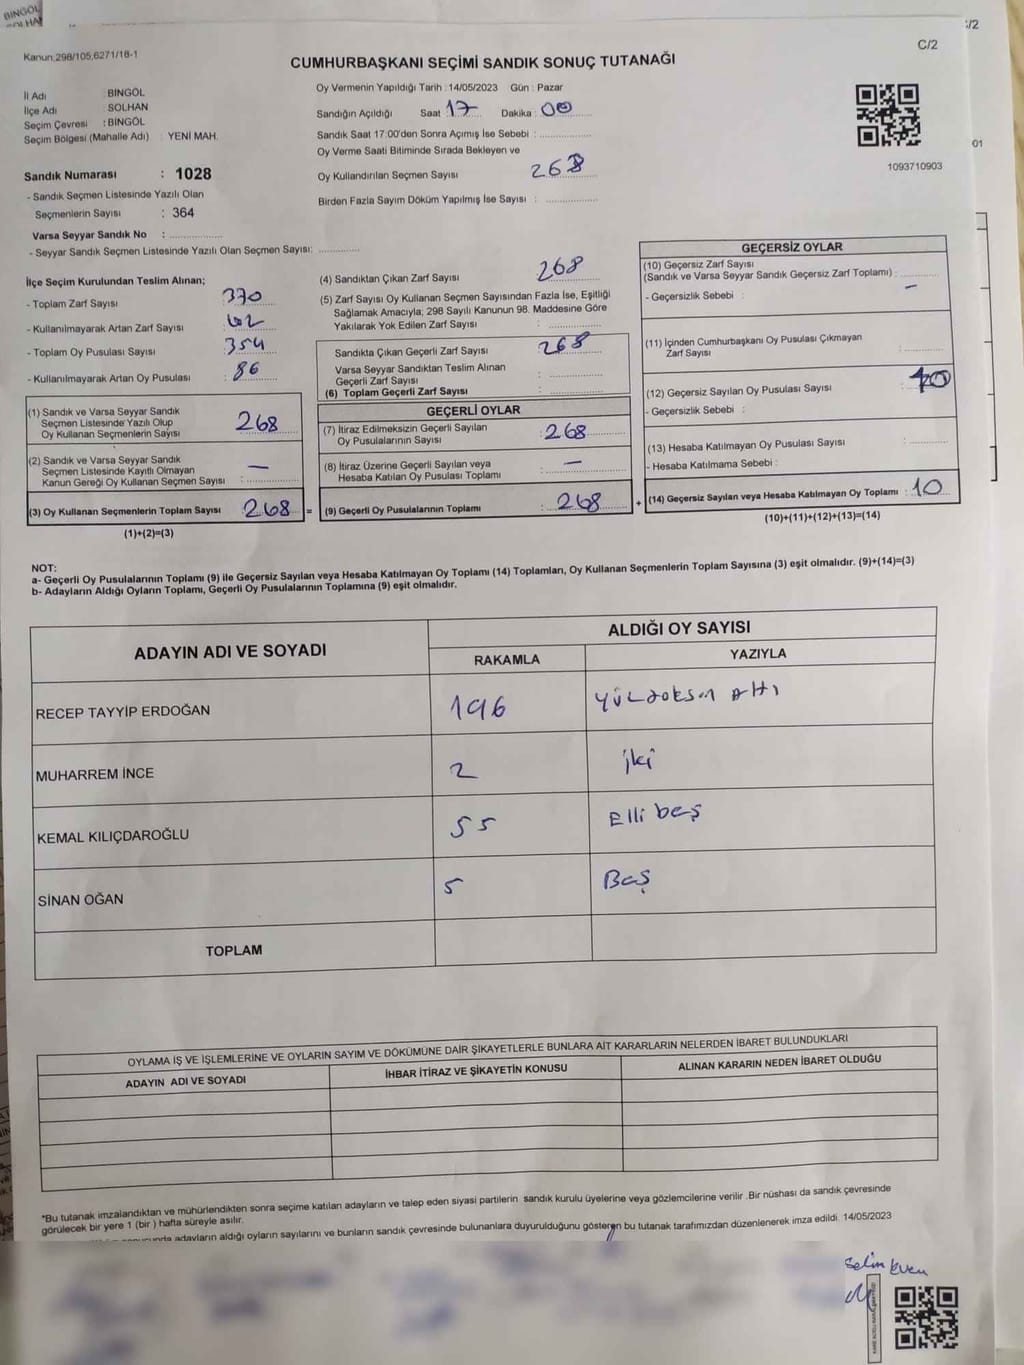 BİNGÖL
C/2
:/2
Kanun:298/105,6271/18-1
CUMHURBAŞKANI SEÇİMİ SANDIK SONUÇ TUTANAĞI
İl Adı : BİNGÖL
İlçe Adı : SOLHAN
Seçim Çevresi : BİNGÖL
Seçim Bölgesi (Mahalle Adı) : YENİ MAH.
Sandık Numarası : 1028
- Sandık Seçmen Listesinde Yazılı Olan
Seçmenlerin Sayısı : 364
Varsa Seyyar Sandık No :
- Seyyar Sandık Seçmen Listesinde Yazılı Olan Seçmen Sayısı:
Oy Vermenin Yapıldığı Tarih : 14/05/2023 Gün : Pazar
Sandığın Açıldığı Saat : 17 Dakika : 00
Sandık Saat 17:00'den Sonra Açımış İse Sebebi :
Oy Verme Saati Bitiminde Sırada Bekleyen ve
Oy Kullandırılan Seçmen Sayısı 268
Birden Fazla Sayım Döküm Yapılmış İse Sayısı :
1093710903
01
İlçe Seçim Kurulundan Teslim Alınan;
- Toplam Zarf Sayısı 370
- Kullanılmayarak Artan Zarf Sayısı 102
- Toplam Oy Pusulası Sayısı 354
- Kullanılmayarak Artan Oy Pusulası 86
(1) Sandık ve Varsa Seyyar Sandık
Seçmen Listesinde Yazılı Olup
Oy Kullanan Seçmenlerin Sayısı 268
(2) Sandık ve Varsa Seyyar Sandık
Seçmen Listesinde Kayıtlı Olmayan
Kanun Gereği Oy Kullanan Seçmen Sayısı : —
(3) Oy Kullanan Seçmenlerin Toplam Sayısı : 268 =
(1)+(2)=(3)
(4) Sandıktan Çıkan Zarf Sayısı 268
(5) Zarf Sayısı Oy Kullanan Seçmen Sayısından Fazla İse, Eşitliği
Sağlamak Amacıyla; 298 Sayılı Kanunun 98. Maddesine Göre
Yakılarak Yok Edilen Zarf Sayısı :
Sandıkta Çıkan Geçerli Zarf Sayısı : 268
Varsa Seyyar Sandıktan Teslim Alınan
Geçerli Zarf Sayısı :
(6) Toplam Geçerli Zarf Sayısı :
GEÇERLİ OYLAR
(7) İtiraz Edilmeksizin Geçerli Sayılan
Oy Pusulalarının Sayısı : 268
(8) İtiraz Üzerine Geçerli Sayılan veya
Hesaba Katılan Oy Pusulası Toplamı : —
(9) Geçerli Oy Pusulalarının Toplamı : 268 +
GEÇERSİZ OYLAR
(10) Geçersiz Zarf Sayısı
(Sandık ve Varsa Seyyar Sandık Geçersiz Zarf Toplamı) :
- Geçersizlik Sebebi : —
(11) İçinden Cumhurbaşkanı Oy Pusulası Çıkmayan
Zarf Sayısı :
(12) Geçersiz Sayılan Oy Pusulası Sayısı : 10
- Geçersizlik Sebebi :
(13) Hesaba Katılmayan Oy Pusulası Sayısı :
- Hesaba Katılmama Sebebi :
(14) Geçersiz Sayılan veya Hesaba Katılmayan Oy Toplamı : 10
(10)+(11)+(12)+(13)=(14)
NOT:
a- Geçerli Oy Pusulalarının Toplamı (9) ile Geçersiz Sayılan veya Hesaba Katılmayan Oy Toplamı (14) Toplamları, Oy Kullanan Seçmenlerin Toplam Sayısına (3) eşit olmalıdır. (9)+(14)=(3)
b- Adayların Aldığı Oyların Toplamı, Geçerli Oy Pusulalarının Toplamına (9) eşit olmalıdır.
ADAYIN ADI VE SOYADI ALDIĞI OY SAYISI
RAKAMLA YAZIYLA
RECEP TAYYİP ERDOĞAN 196 Altı
MUHARREM İNCE 2 iki
KEMAL KILIÇDAROĞLU 55 Elli beş
SİNAN OĞAN 5 Beş
TOPLAM
OYLAMA İŞ VE İŞLEMLERİNE VE OYLARIN SAYIM VE DÖKÜMÜNE DAİR ŞİKAYETLERLE BUNLARA AİT KARARLARIN NELERDEN İBARET BULUNDUKLARI
ADAYIN ADI VE SOYADI İHBAR İTİRAZ VE ŞİKAYETİN KONUSU ALINAN KARARIN NEDEN İBARET OLDUĞU
*Bu tutanak imzalandıktan ve mühürlendikten sonra seçime katılan adayların ve talep eden siyasi partilerin sandık kurulu üyelerine veya gözlemcilerine verilir .Bir nüshası da sandık çevresinde
görülecek bir yere 1 (bir ) hafta süreyle asılır.
adayların aldığı oyların sayılarını ve bunların sandık çevresinde bulunanlara duyurulduğunu gösteren bu tutanak tarafımızdan düzenlenerek imza edildi. 14/05/2023
Selim